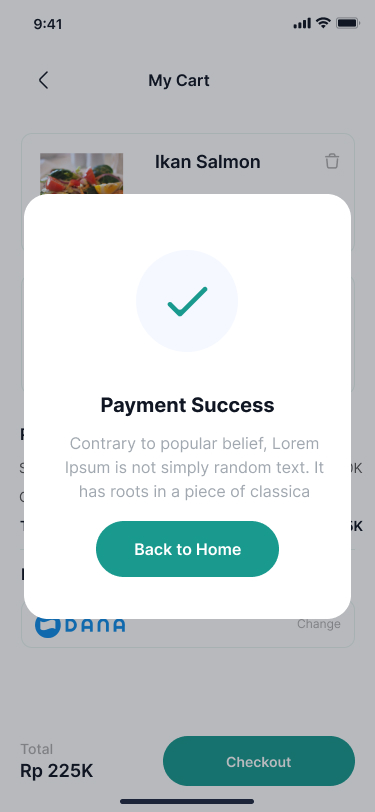 9:41
My Cart
Ikan Salmon
Payment Success
Contrary to popular belief, Lorem
Ipsum is not simply random text. It
has roots in a piece of classica
Back to Home
DANA
Change
Total
Rp 225K
Checkout